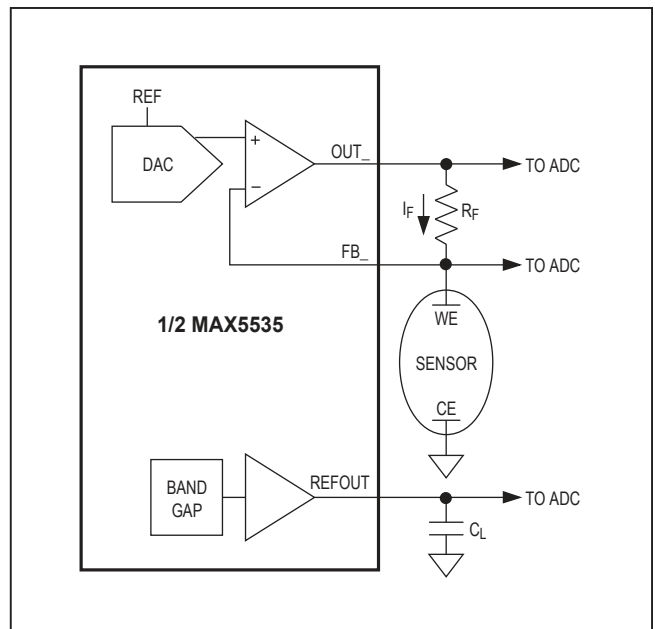 REF
DAC
+
−
OUT_
TO ADC
IF
RF
FB_
TO ADC
1/2 MAX5535
WE
SENSOR
CE
BAND
GAP
REFOUT
TO ADC
CL